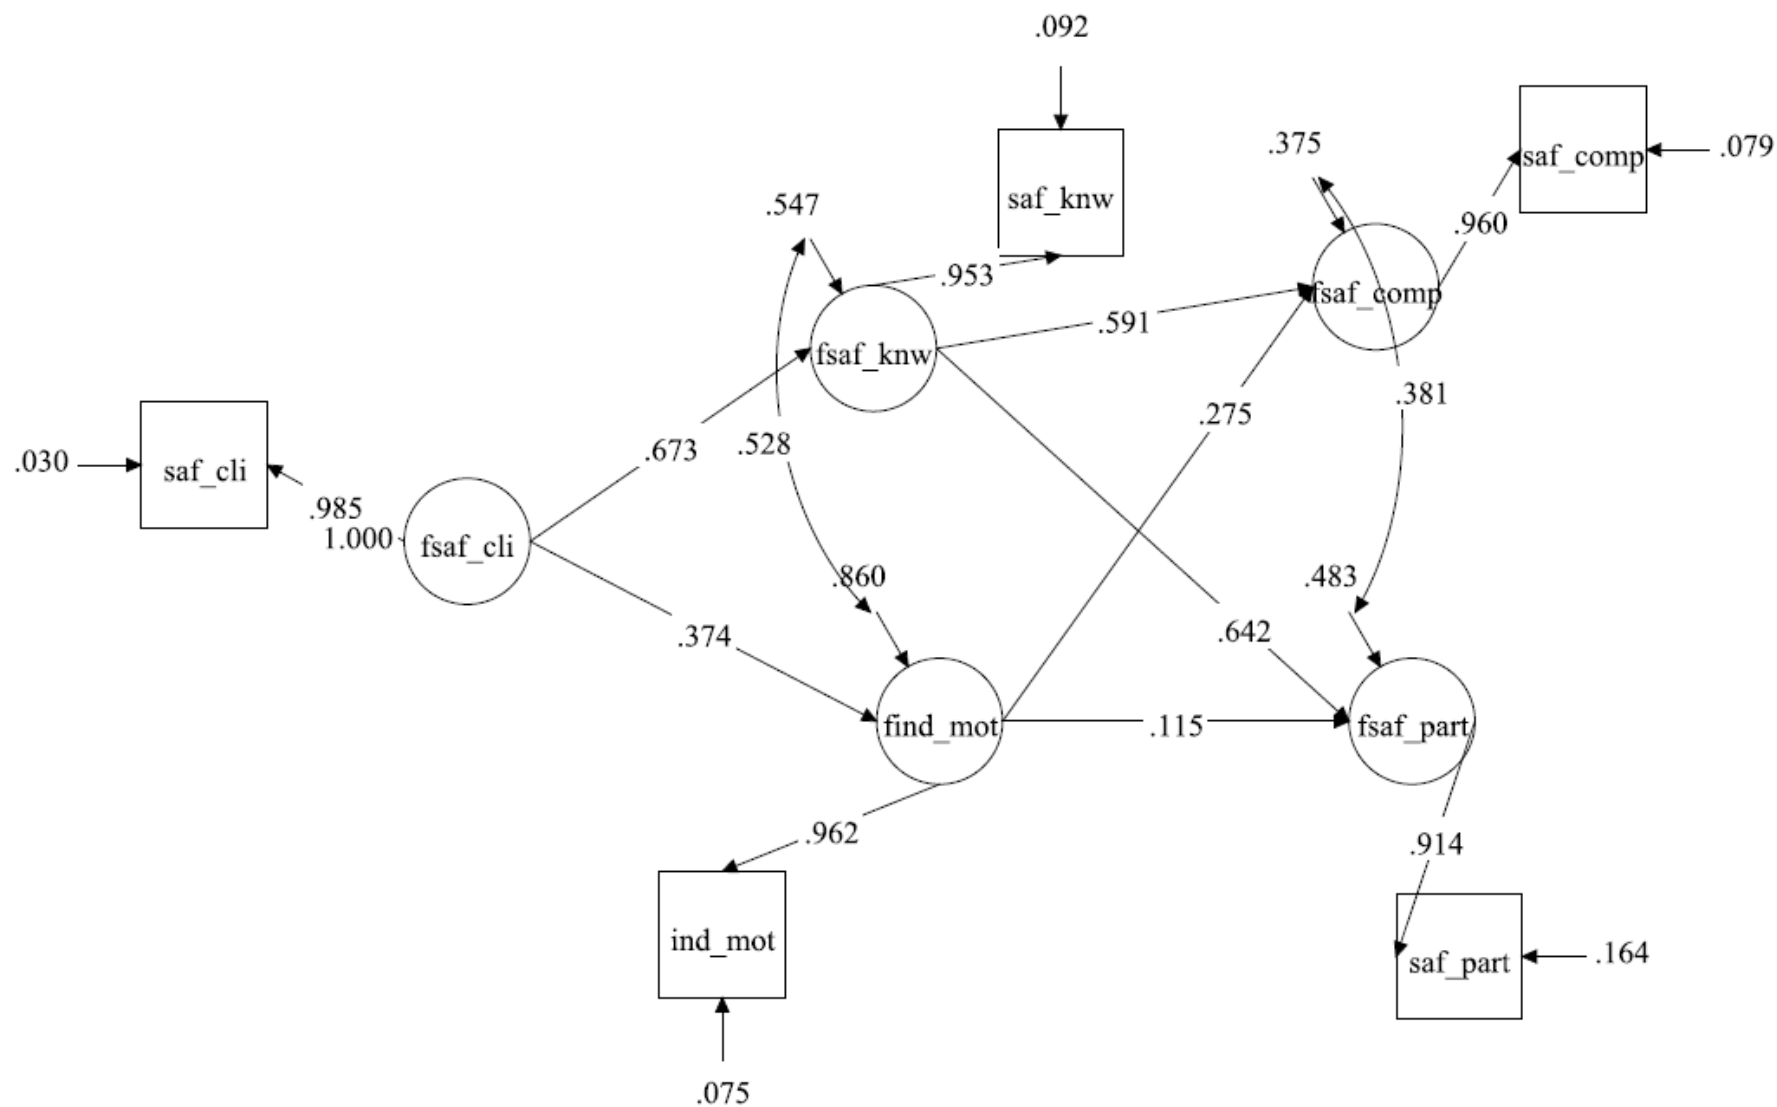 .092
.375
saf_comp
.079
.547
saf_knw
.960
.953
fsaf_comp
.591
fsaf_knw
.381
.275
.673
.528
.030
saf_cli
.985
1.000
fsaf_cli
.860
.483
.374
.642
find_mot
.115
fsaf_part
.962
.914
ind_mot
saf_part
.164
.075